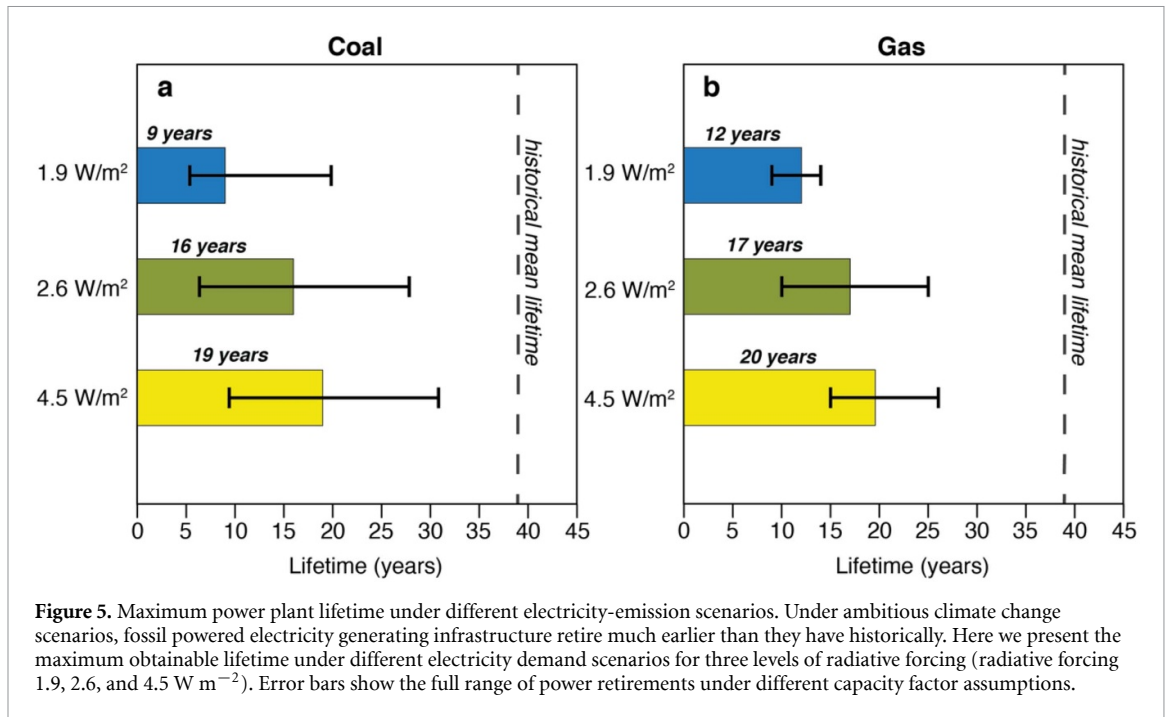 Coal
a
9 years
1.9 W/m²
16 years
2.6 W/m²
19 years
4.5 W/m²
historical mean lifetime
0 5 10 15 20 25 30 35 40 45
Lifetime (years)
Gas
b
12 years
1.9 W/m²
17 years
2.6 W/m²
20 years
4.5 W/m²
historical mean lifetime
0 5 10 15 20 25 30 35 40 45
Lifetime (years)
Figure 5. Maximum power plant lifetime under different electricity-emission scenarios. Under ambitious climate change
scenarios, fossil powered electricity generating infrastructure retire much earlier than they have historically. Here we present the
maximum obtainable lifetime under different electricity demand scenarios for three levels of radiative forcing (radiative forcing
1.9, 2.6, and 4.5 W m⁻²). Error bars show the full range of power retirements under different capacity factor assumptions.